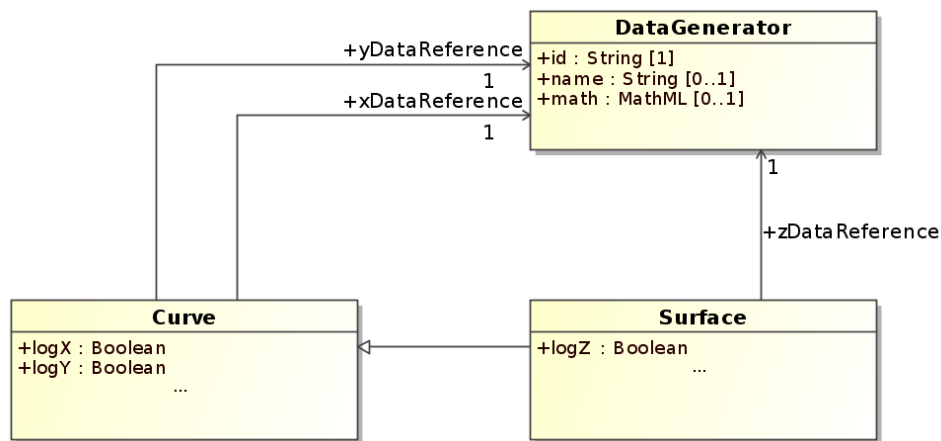 DataGenerator
+id : String [1]
+name : String [0..1]
+math : MathML [0..1]
+yDataReference
1
+xDataReference
1
1
+zDataReference
Curve
+logX : Boolean
+logY : Boolean
...
Surface
+logZ : Boolean
...